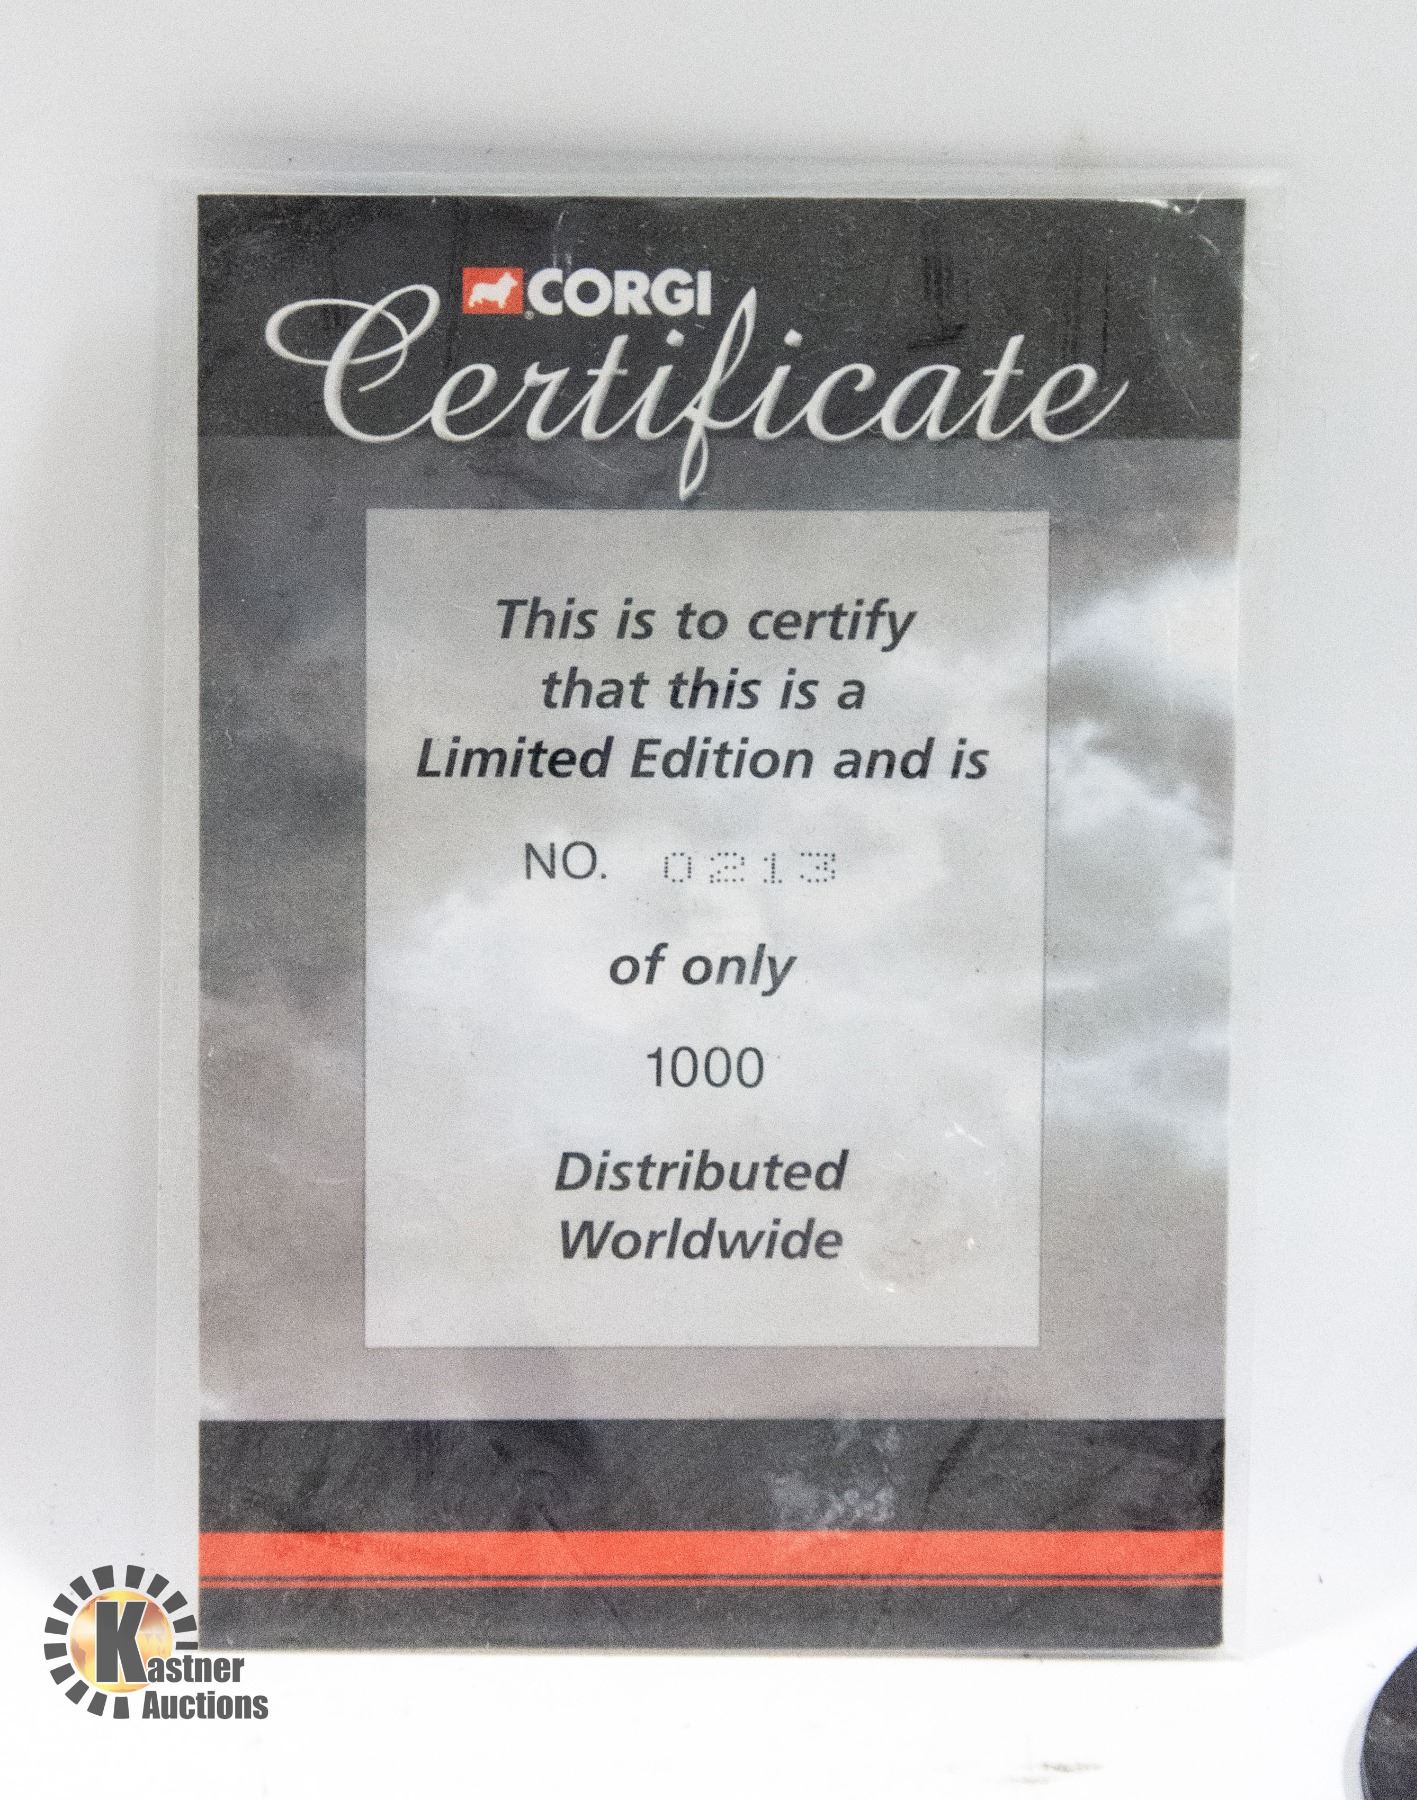 CORGI
Certificate
This is to certify
that this is a
Limited Edition and is
NO. 0213
of only
1000
Distributed
Worldwide
Kastner
Auctions